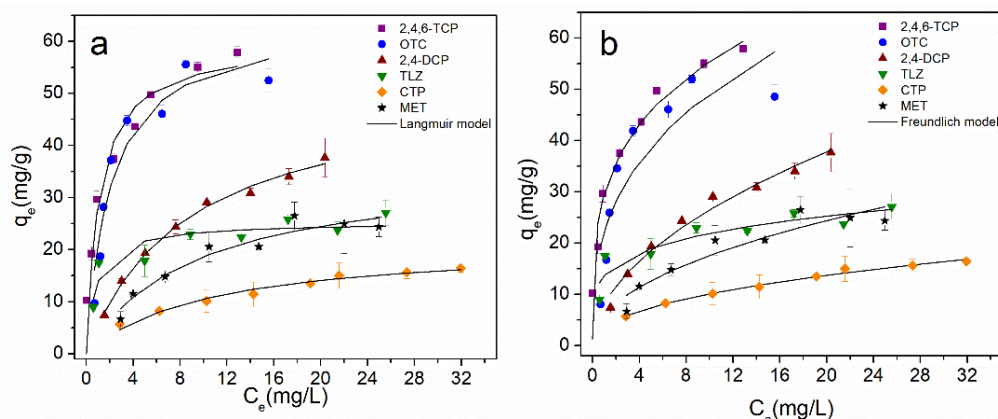 a
2,4,6-TCP
OTC
2,4-DCP
TLZ
CTP
MET
Langmuir model
qe(mg/g)
60
50
40
30
20
10
0
0 4 8 12 16 20 24 28 32
Ce(mg/L)
b
2,4,6-TCP
OTC
2,4-DCP
TLZ
CTP
MET
Freundlich model
qe(mg/g)
60
50
40
30
20
10
0
0 4 8 12 16 20 24 28 32
Ce(mg/L)